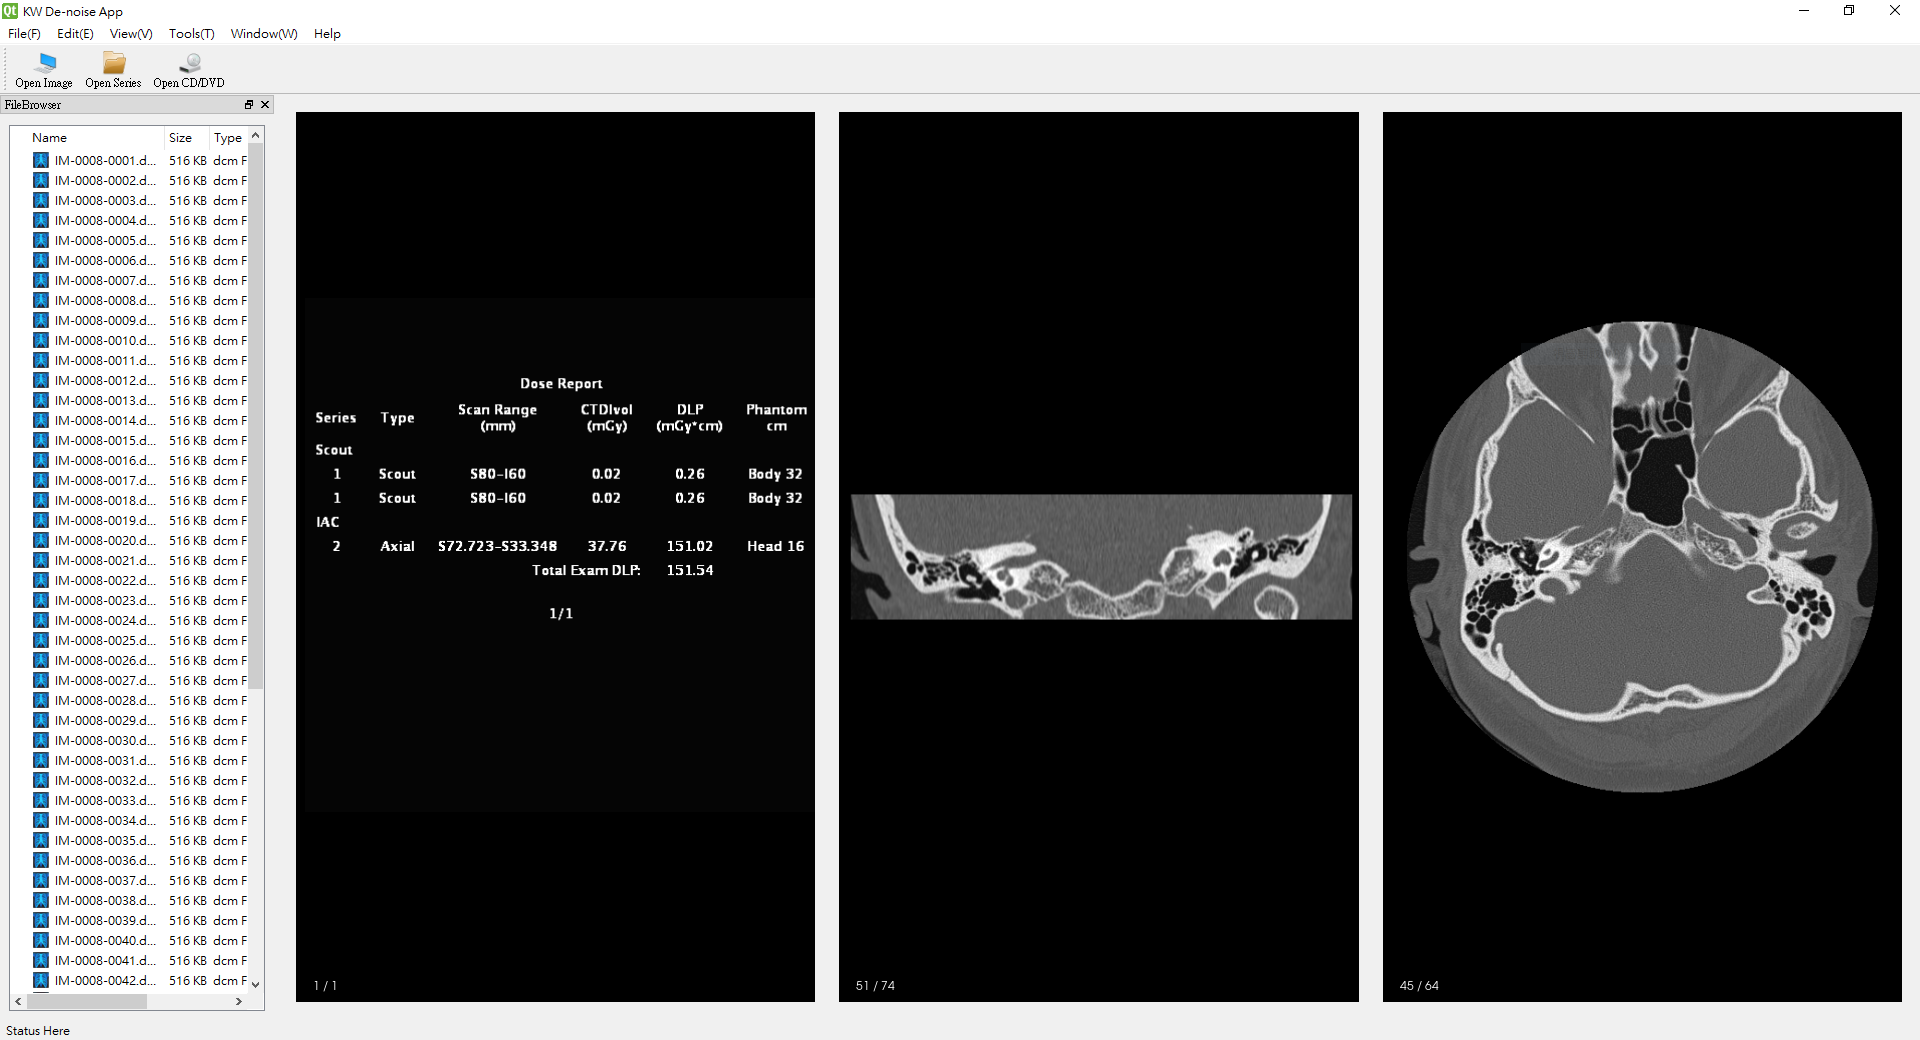 KW De-noise App
File(F) Edit(E) View(V) Tools(T) Window(W) Help
Open Image Open Series Open CD/DVD
FileBrowser
Name Size Type
IM-0008-0001.d... 516 KB dcm F
IM-0008-0002.d... 516 KB dcm F
IM-0008-0003.d... 516 KB dcm F
IM-0008-0004.d... 516 KB dcm F
IM-0008-0005.d... 516 KB dcm F
IM-0008-0006.d... 516 KB dcm F
IM-0008-0007.d... 516 KB dcm F
IM-0008-0008.d... 516 KB dcm F
IM-0008-0009.d... 516 KB dcm F
IM-0008-0010.d... 516 KB dcm F
IM-0008-0011.d... 516 KB dcm F
IM-0008-0012.d... 516 KB dcm F
IM-0008-0013.d... 516 KB dcm F
IM-0008-0014.d... 516 KB dcm F
IM-0008-0015.d... 516 KB dcm F
IM-0008-0016.d... 516 KB dcm F
IM-0008-0017.d... 516 KB dcm F
IM-0008-0018.d... 516 KB dcm F
IM-0008-0019.d... 516 KB dcm F
IM-0008-0020.d... 516 KB dcm F
IM-0008-0021.d... 516 KB dcm F
IM-0008-0022.d... 516 KB dcm F
IM-0008-0023.d... 516 KB dcm F
IM-0008-0024.d... 516 KB dcm F
IM-0008-0025.d... 516 KB dcm F
IM-0008-0026.d... 516 KB dcm F
IM-0008-0027.d... 516 KB dcm F
IM-0008-0028.d... 516 KB dcm F
IM-0008-0029.d... 516 KB dcm F
IM-0008-0030.d... 516 KB dcm F
IM-0008-0031.d... 516 KB dcm F
IM-0008-0032.d... 516 KB dcm F
IM-0008-0033.d... 516 KB dcm F
IM-0008-0034.d... 516 KB dcm F
IM-0008-0035.d... 516 KB dcm F
IM-0008-0036.d... 516 KB dcm F
IM-0008-0037.d... 516 KB dcm F
IM-0008-0038.d... 516 KB dcm F
IM-0008-0039.d... 516 KB dcm F
IM-0008-0040.d... 516 KB dcm F
IM-0008-0041.d... 516 KB dcm F
IM-0008-0042.d... 516 KB dcm F
Dose Report
Series Type Scan Range (mm) CTDIvol (mGy) DLP (mGy*cm) Phantom cm
Scout
1 Scout S80-I60 0.02 0.26 Body 32
1 Scout S80-I60 0.02 0.26 Body 32
IAC
2 Axial S72.723-S33.348 37.76 151.02 Head 16
Total Exam DLP: 151.54
1/1
1 / 1
51 / 74
45 / 64
Status Here